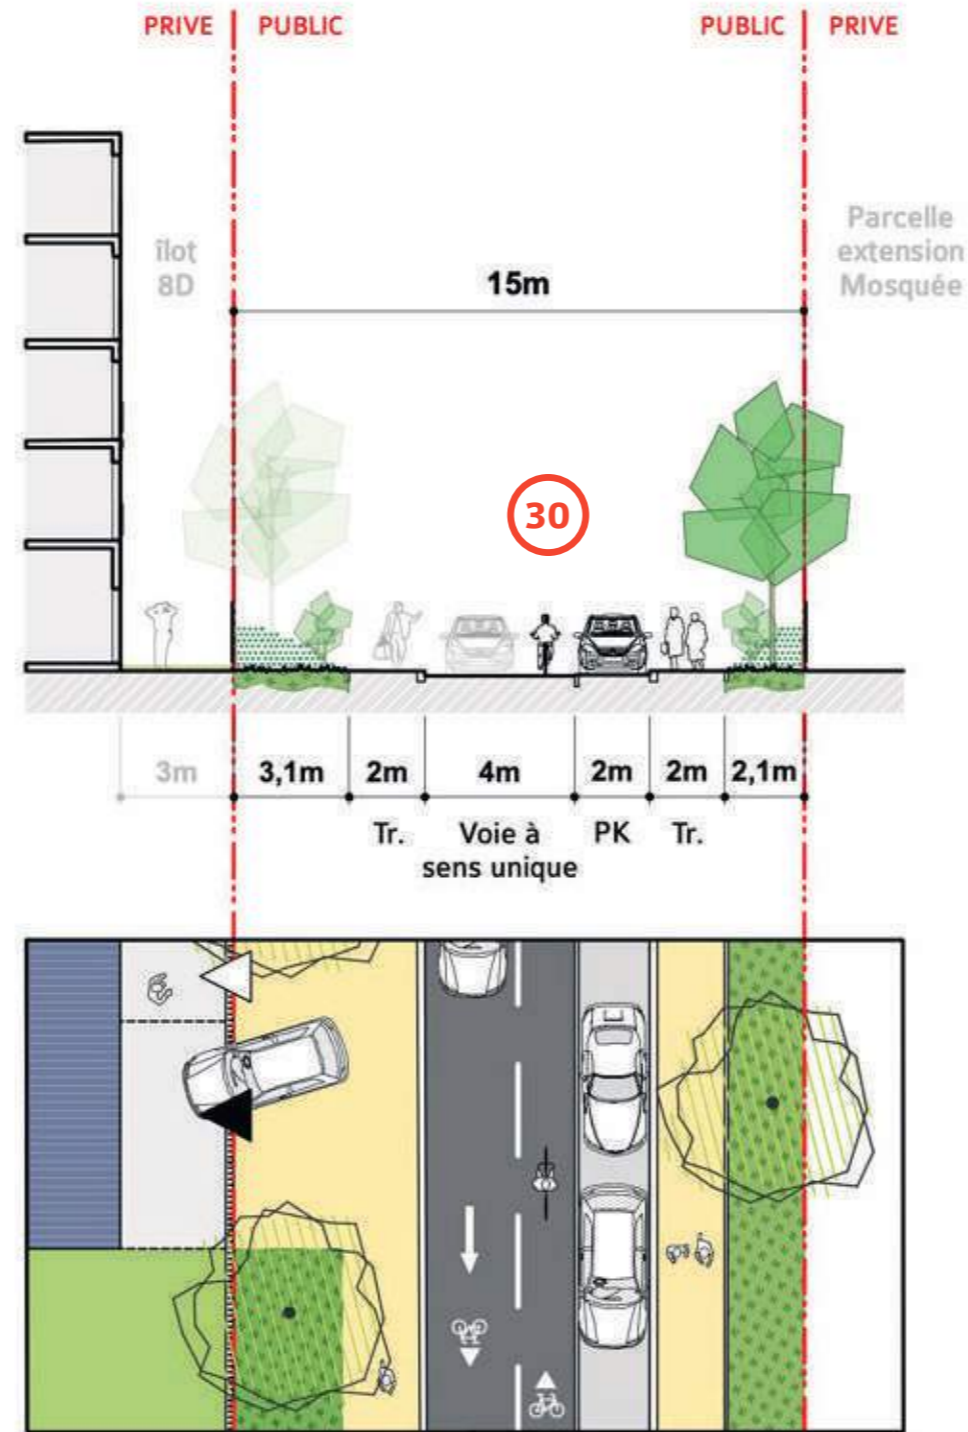 PRIVE PUBLIC PUBLIC PRIVE
îlot
8D
Parcelle
extension
Mosquée
15m
30
3m 3,1m 2m 4m 2m 2m 2,1m
Tr. Voie à PK Tr.
sens unique